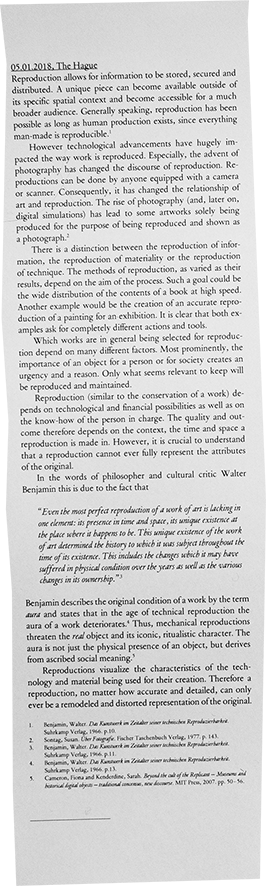 05.01.2018, The Hague
Reproduction allows for information to be stored, secured and
distributed. A unique piece can become available outside of
its specific spatial context and become accessible for a much
broader audience. Generally speaking, reproduction has been
possible as long as human production exists, since everything
man-made is reproducible.¹
However technological advancements have hugely im-
pacted the way work is reproduced. Especially, the advent of
photography has changed the discourse of reproduction. Re-
productions can be done by anyone equipped with a camera
or scanner. Consequently, it has changed the relationship of
art and reproduction. The rise of photography (and, later on,
digital simulations) has lead to some artworks solely being
produced for the purpose of being reproduced and shown as
a photograph.²
There is a distinction between the reproduction of infor-
mation, the reproduction of materiality or the reproduction
of technique. The methods of reproduction, as varied as their
results, depend on the aim of the process. Such a goal could be
the wide distribution of the contents of a book at high speed.
Another example would be the creation of an accurate repro-
duction of a painting for an exhibition. It is clear that both ex-
amples ask for completely different actions and tools.
Which works are in general being selected for reproduc-
tion depend on many different factors. Most prominently, the
importance of an object for a person or for society creates an
urgency and a reason. Only what seems relevant to keep will
be reproduced and maintained.
Reproduction (similar to the conservation of a work) de-
pends on technological and financial possibilities as well as on
the know-how of the person in charge. The quality and out-
come therefore depends on the context, the time and space a
reproduction is made in. However, it is crucial to understand
that a reproduction cannot ever fully represent the attributes
of the original.
In the words of philosopher and cultural critic Walter
Benjamin this is due to the fact that
"Even the most perfect reproduction of a work of art is lacking in
one element: its presence in time and space, its unique existence at
the place where it happens to be. This unique existence of the work
of art determined the history to which it was subject throughout the
time of its existence. This includes the changes which it may have
suffered in physical condition over the years as well as the various
changes in its ownership."³
Benjamin describes the original condition of a work by the term
aura and states that in the age of technical reproduction the
aura of a work deteriorates.⁴ Thus, mechanical reproductions
threaten the real object and its iconic, ritualistic character. The
aura is not just the physical presence of an object, but derives
from ascribed social meaning.⁵
Reproductions visualize the characteristics of the tech-
nology and material being used for their creation. Therefore a
reproduction, no matter how accurate and detailed, can only
ever be a remodeled and distorted representation of the original.
1. Benjamin, Walter. Das Kunstwerk im Zeitalter seiner technischen Reproduzierbarkeit.
Suhrkamp Verlag, 1966. p.10.
2. Sontag, Susan. Über Fotografie. Fischer Taschenbuch Verlag, 1977. p. 143.
3. Benjamin, Walter. Das Kunstwerk im Zeitalter seiner technischen Reproduzierbarkeit.
Suhrkamp Verlag, 1966. p.11.
4. Benjamin, Walter. Das Kunstwerk im Zeitalter seiner technischen Reproduzierbarkeit.
Suhrkamp Verlag, 1966. p.13.
5. Cameron, Fiona and Kenderdine, Sarah. Beyond the cult of the Replicant – Museums and
historical digital objects – traditional concerns, new discourse. MIT Press, 2007. pp. 50–56.